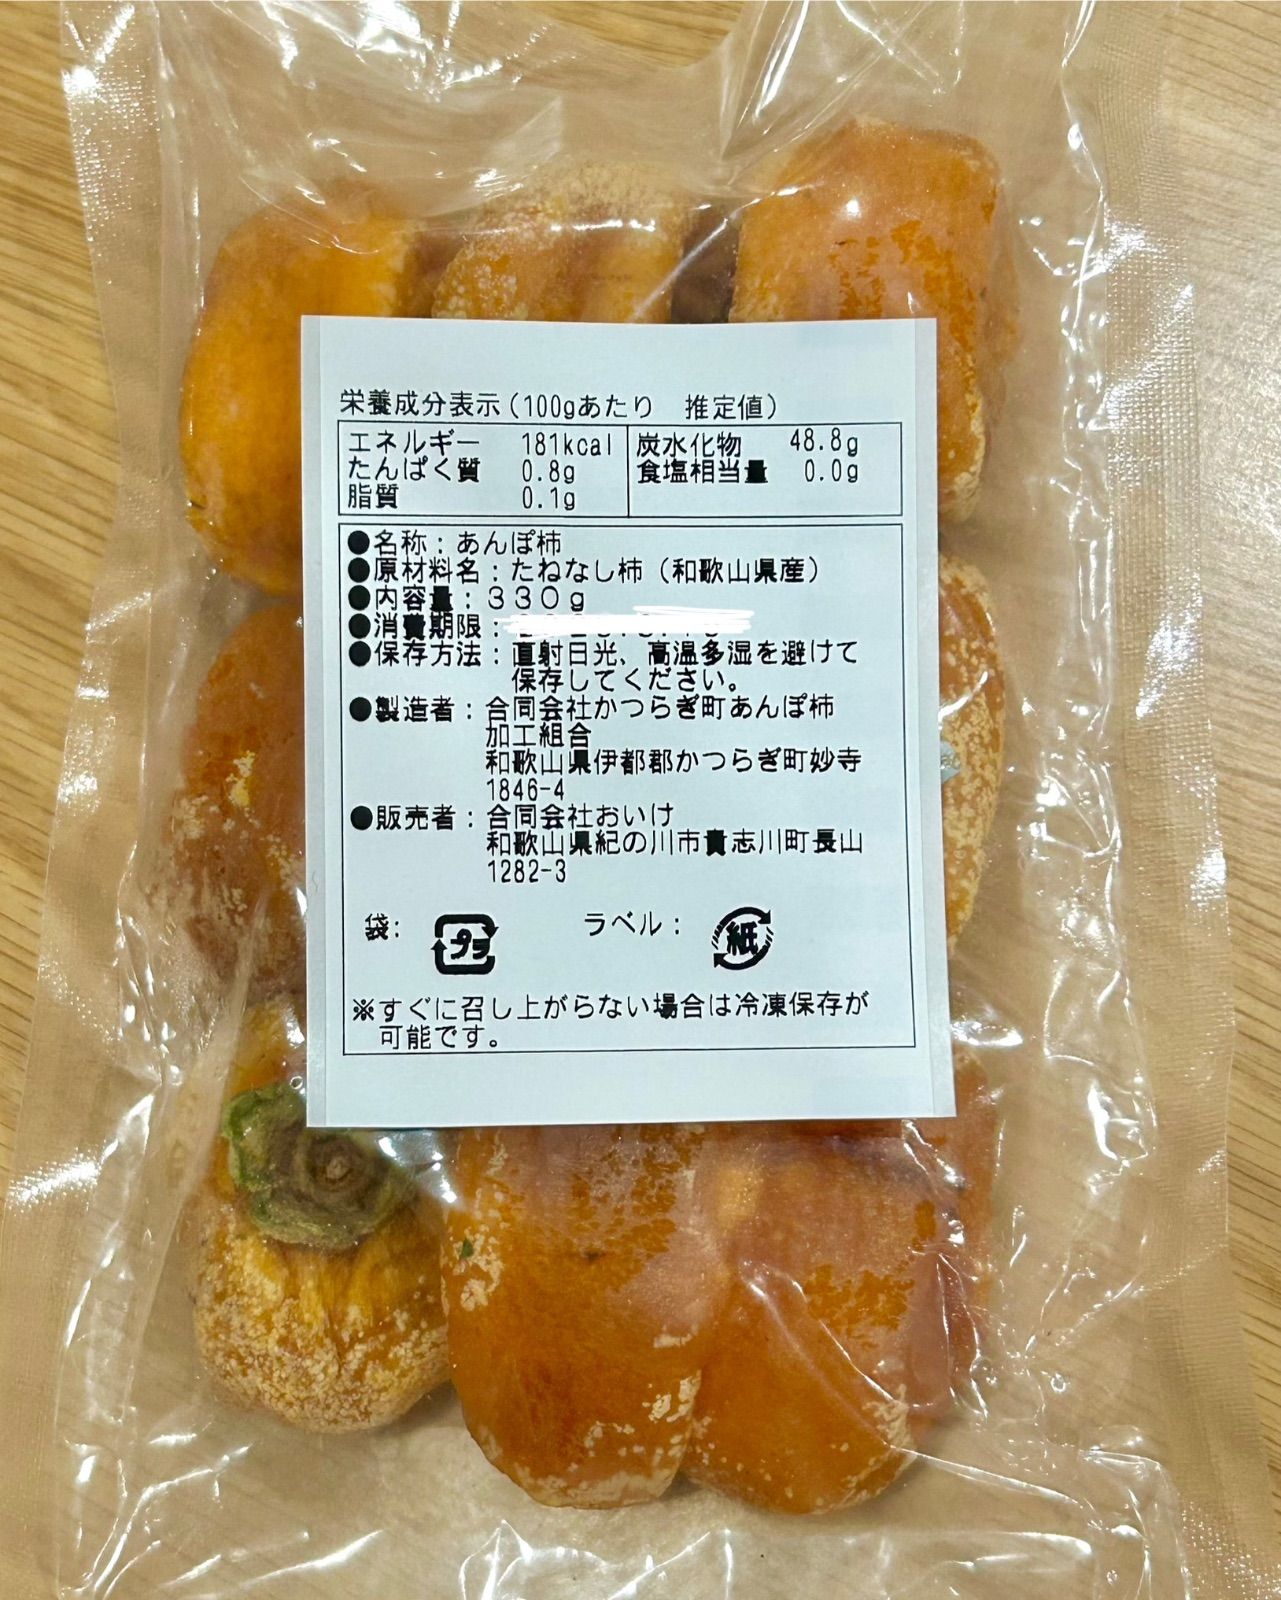 栄養成分表示(100gあたり　推定値)
エネルギー 181kcal 炭水化物 48.8g
たんぱく質 0.8g 食塩相当量 0.0g
脂質 0.1g
●名称：あんぽ柿
●原材料名：たねなし柿（和歌山県産）
●内容量：３３０ｇ
●消費期限：
●保存方法：直射日光、高温多湿を避けて
保存してください。
●製造者：合同会社かつらぎ町あんぽ柿
加工組合
和歌山県伊都郡かつらぎ町妙寺
1846-4
●販売者：合同会社おいけ
和歌山県紀の川市貴志川町長山
1282-3
袋： プラ ラベル： 紙
※すぐに召し上がらない場合は冷凍保存が
可能です。